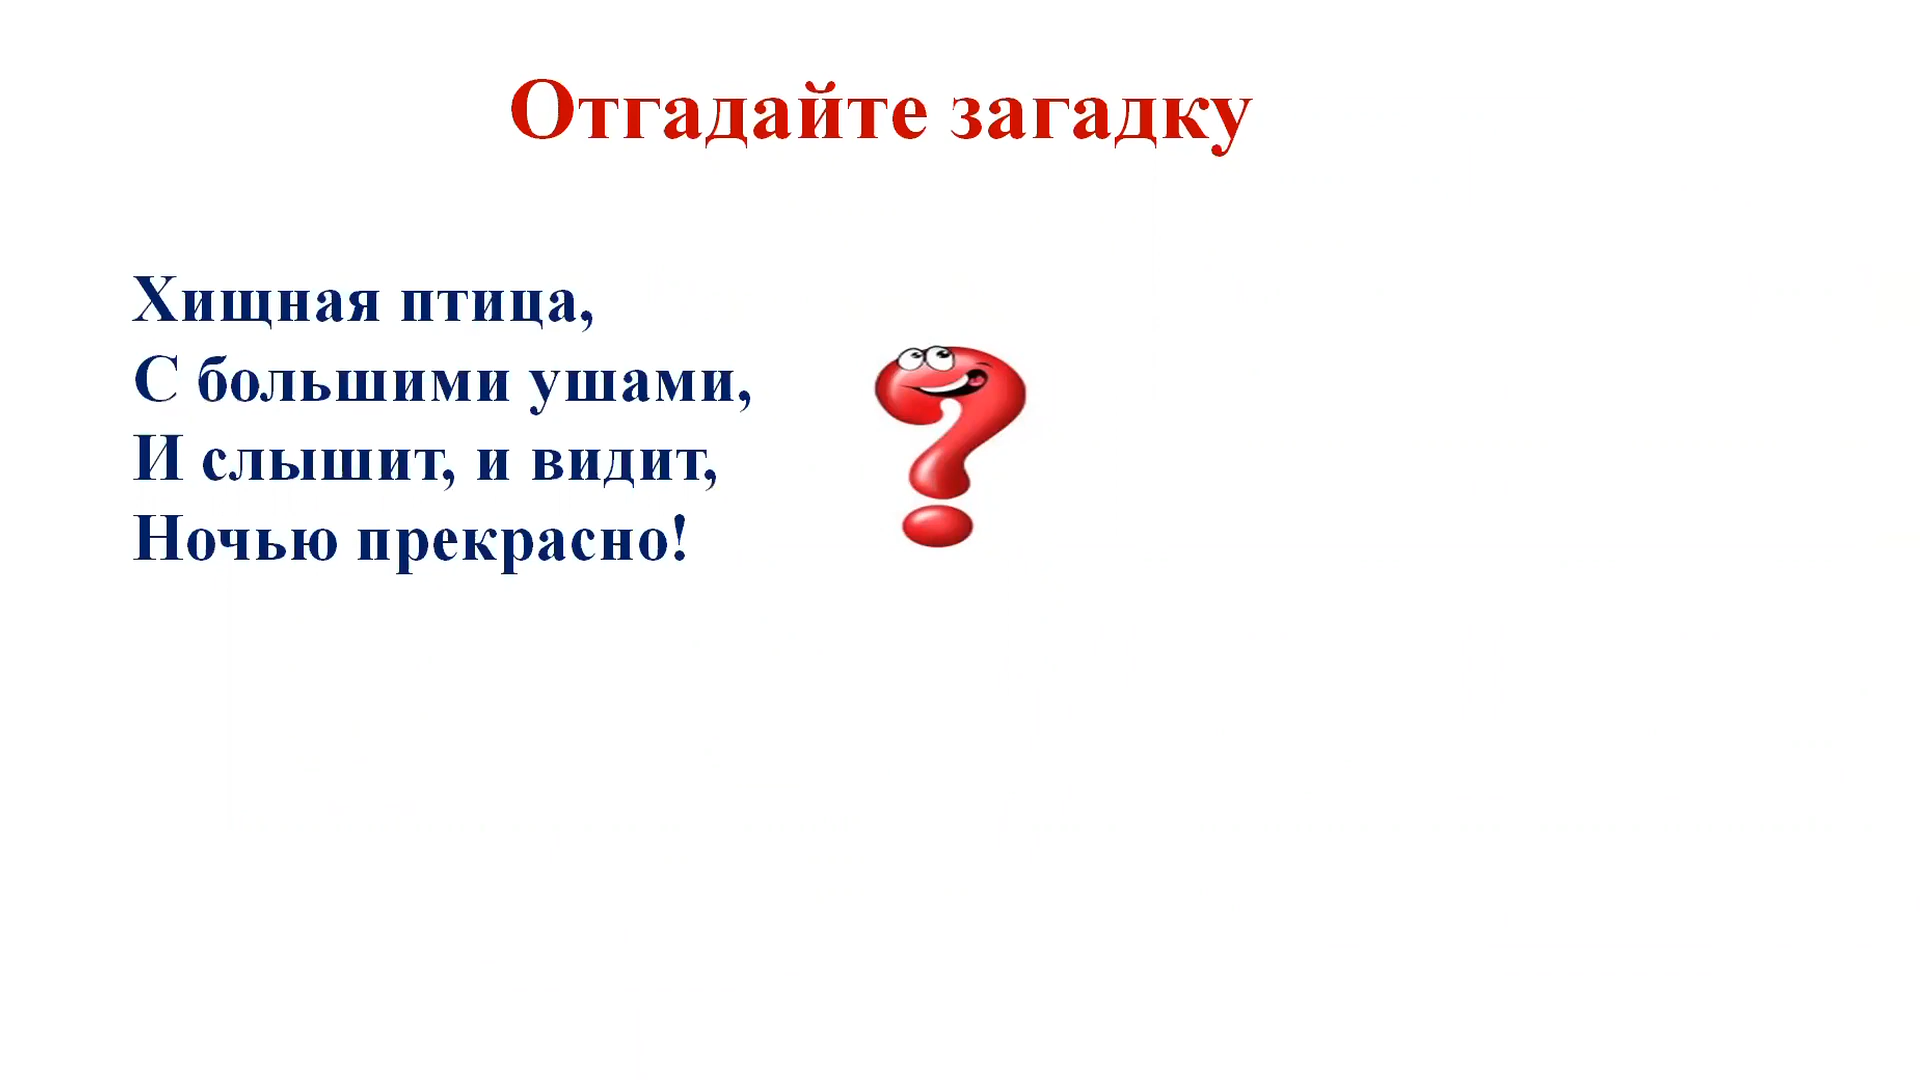 Отгадайте загадку
Хищная птица,
С большими ушами,
И слышит, и видит,
Ночью прекрасно!